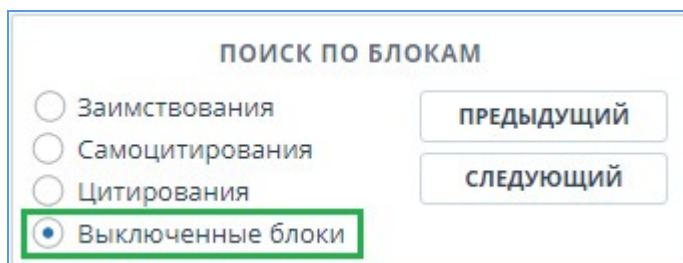 ПОИСК ПО БЛОКАМ
Заимствования
Самоцитирования
Цитирования
Выключенные блоки
ПРЕДЫДУЩИЙ
СЛЕДУЮЩИЙ